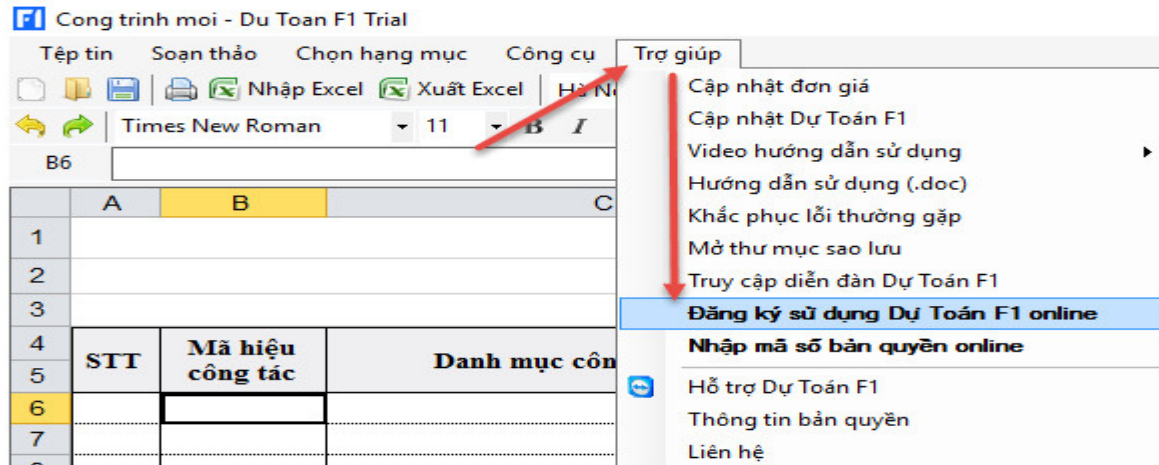 F1 Cong trinh moi - Du Toan F1 Trial
Tệp tin Soạn thảo Chọn hạng mục Công cụ Trợ giúp
Nhập Excel Xuất Excel
Times New Roman 11 B I
B6
A B C
1
2
3
4
5
6
7
STT
Mã hiệu
công tác
Danh mục côn
Cập nhật đơn giá
Cập nhật Dự Toán F1
Video hướng dẫn sử dụng
Hướng dẫn sử dụng (.doc)
Khắc phục lỗi thường gặp
Mở thư mục sao lưu
Truy cập diễn đàn Dự Toán F1
Đăng ký sử dụng Dự Toán F1 online
Nhập mã số bản quyền online
Hỗ trợ Dự Toán F1
Thông tin bản quyền
Liên hệ